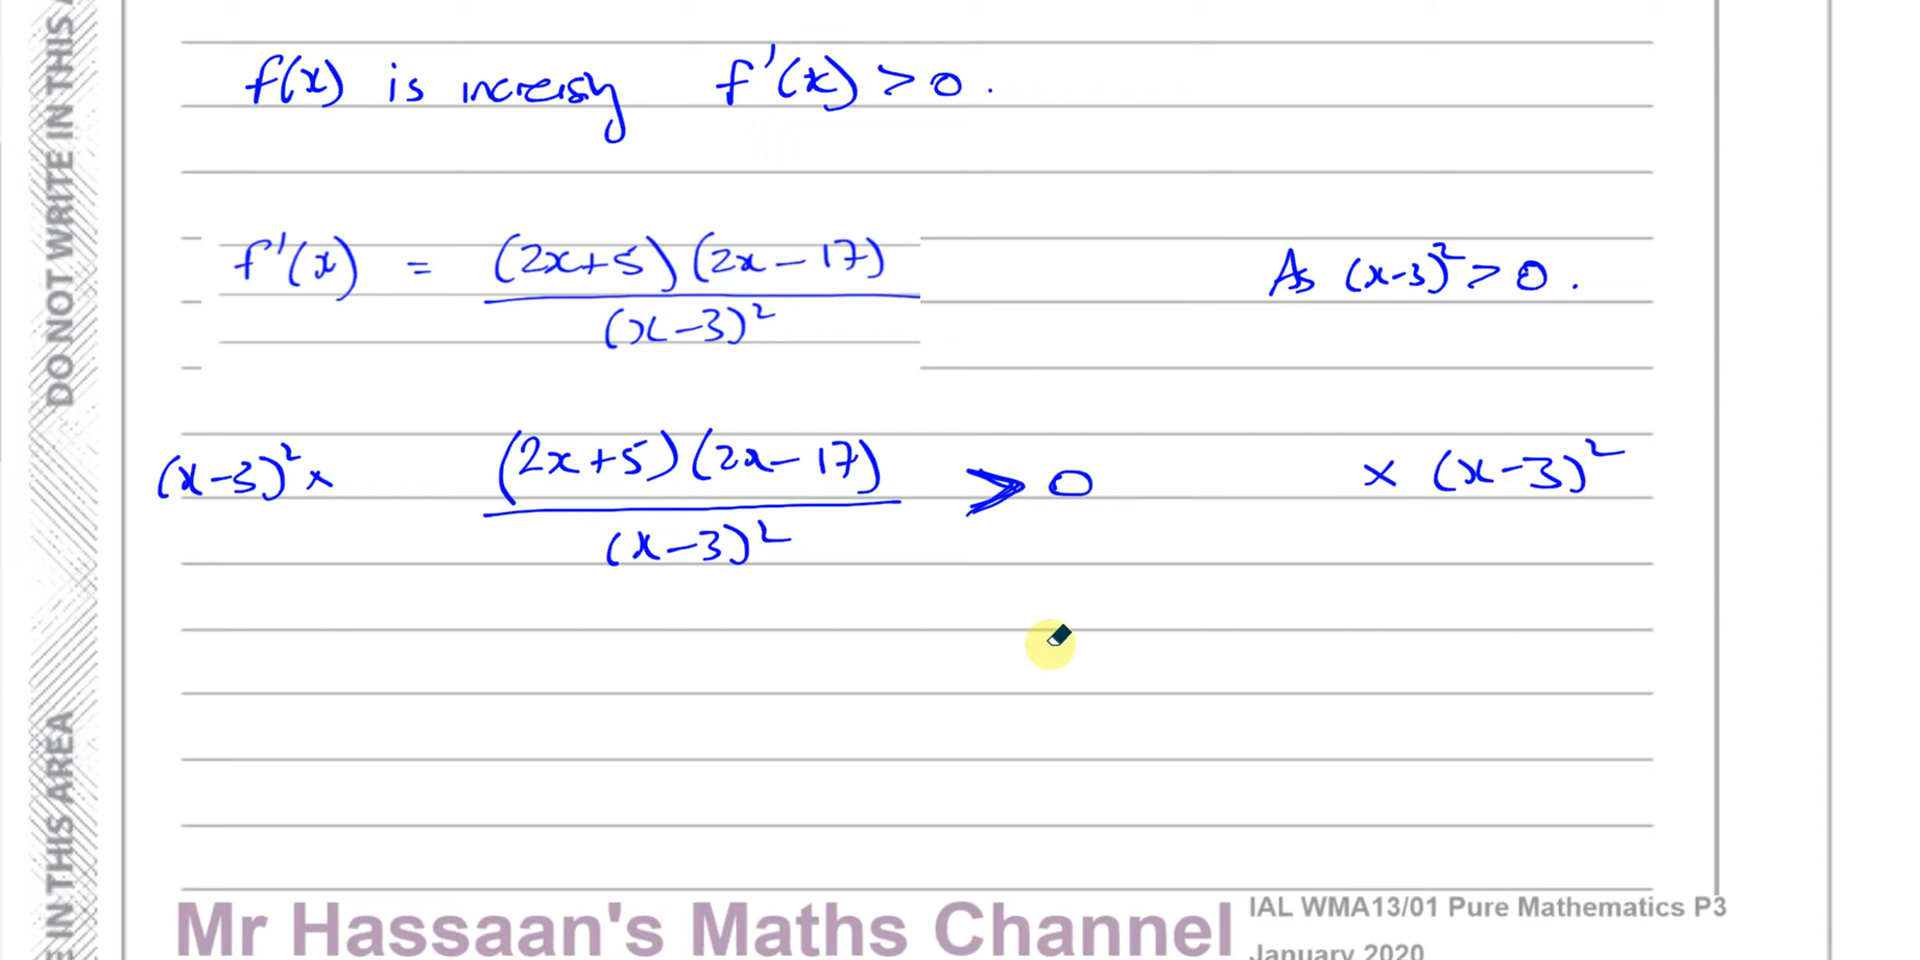 f(x) is increasing f'(x) > 0.
f'(x) = (2x+5)(2x-17) / (x-3)² As (x-3)² > 0.
(x-3)² × (2x+5)(2x-17) / (x-3)² > 0 × (x-3)²
Mr Hassaan's Maths Channel
IAL WMA13/01 Pure Mathematics P3
January 2020
DO NOT WRITE IN THIS
E IN THIS AREA